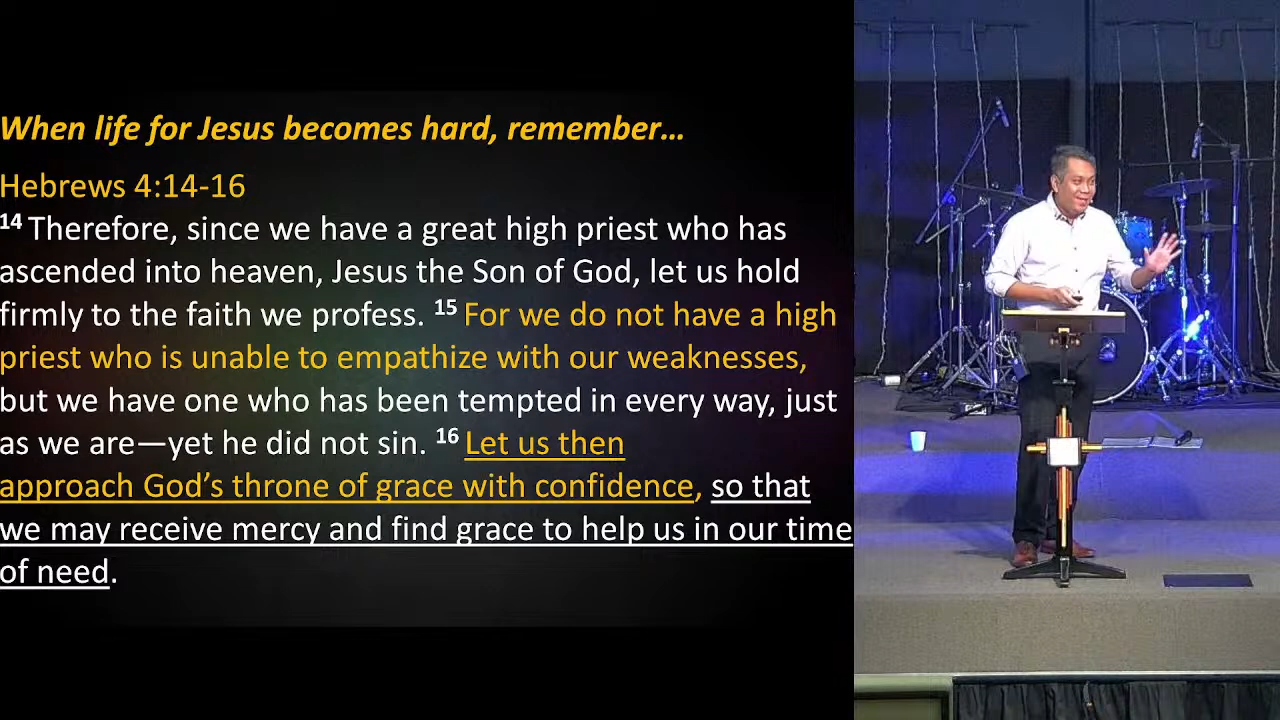 When life for Jesus becomes hard, remember…
Hebrews 4:14-16
14 Therefore, since we have a great high priest who has
ascended into heaven, Jesus the Son of God, let us hold
firmly to the faith we profess. 15 For we do not have a high
priest who is unable to empathize with our weaknesses,
but we have one who has been tempted in every way, just
as we are—yet he did not sin. 16 Let us then
approach God’s throne of grace with confidence, so that
we may receive mercy and find grace to help us in our time
of need.